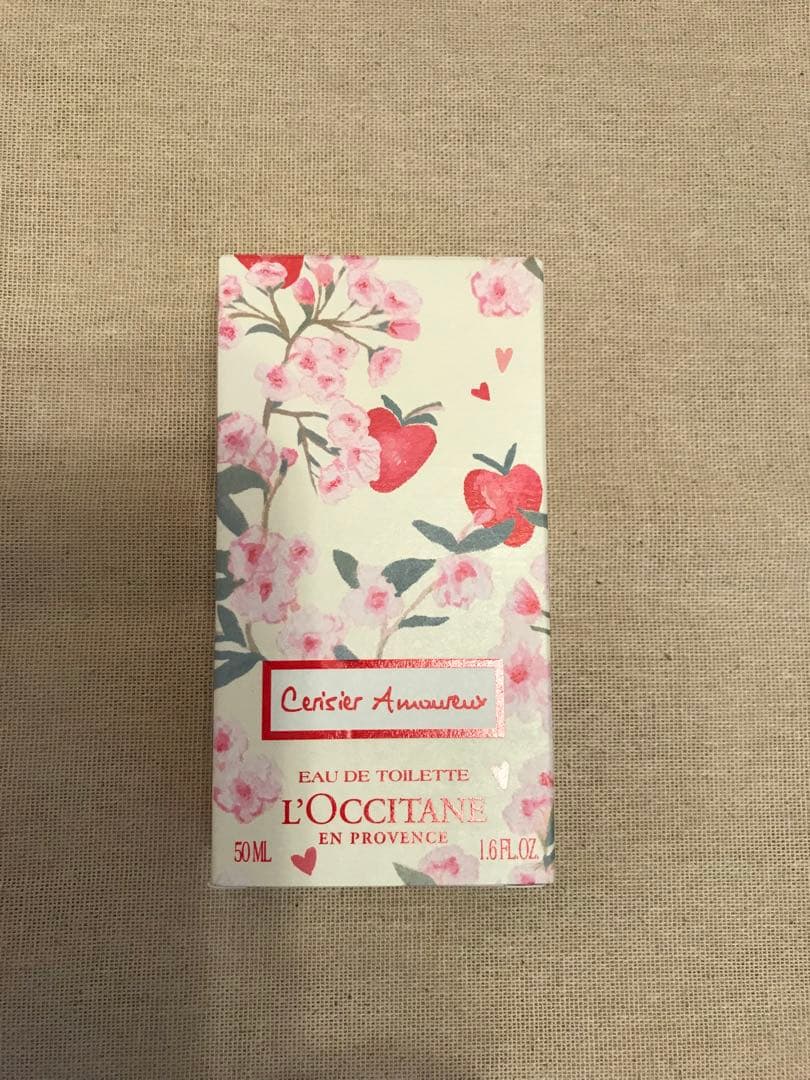 Cerisier Amoureux
EAU DE TOILETTE
L'OCCITANE
EN PROVENCE
50 ML
1.6 FL.OZ.